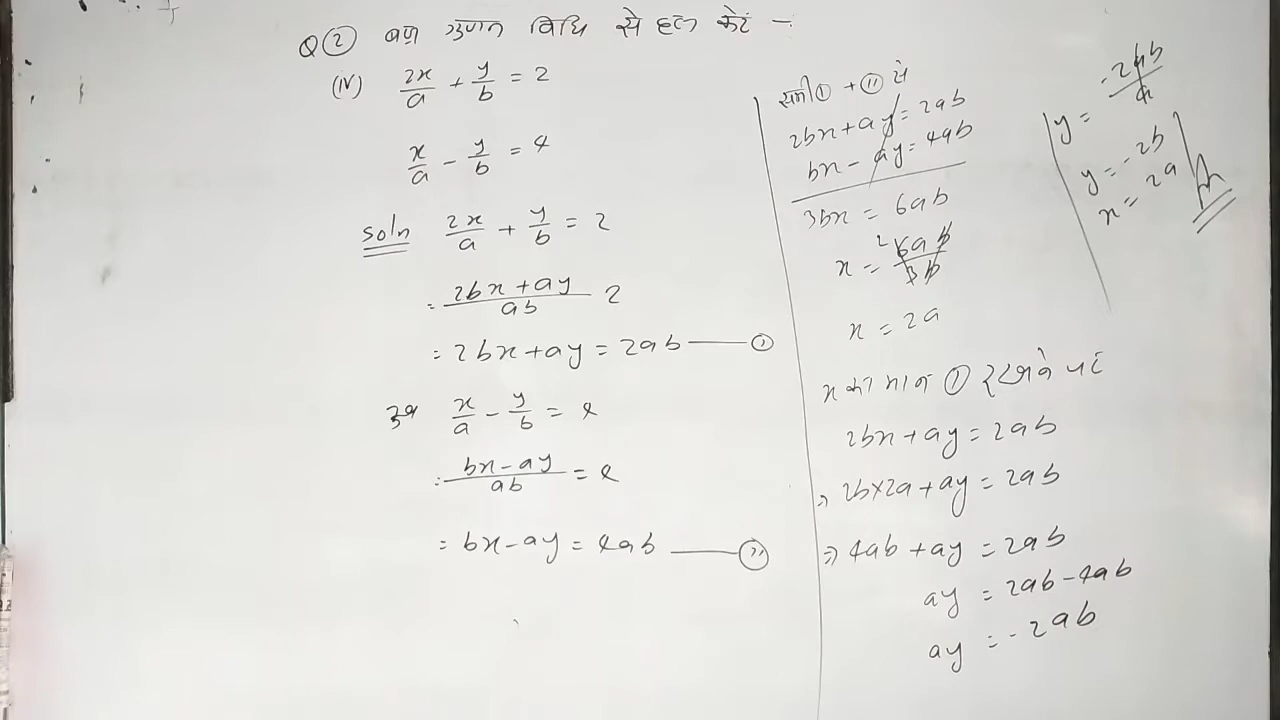 Q② वज्र गुणन विधि से हल करें -
(iv) 2x/a + y/b = 2
x/a - y/b = 4
soln 2x/a + y/b = 2
= 2bx + ay/ab 2
= 2bx + ay = 2ab —— ①
x/a - y/b = 4
= bx - ay/ab = 4
= bx - ay = 4ab —— ②
समी① + ⑪ से
2bx + ay = 2ab
bx - ay = 4ab
3bx = 6ab
x = 2 6ab/3b
x = 2a
x का मान ① रखने पर
2bx + ay = 2ab
⇒ 2b×2a + ay = 2ab
⇒ 4ab + ay = 2ab
ay = 2ab - 4ab
ay = -2ab
y = -2ab/a
y = -2b
x = 2a